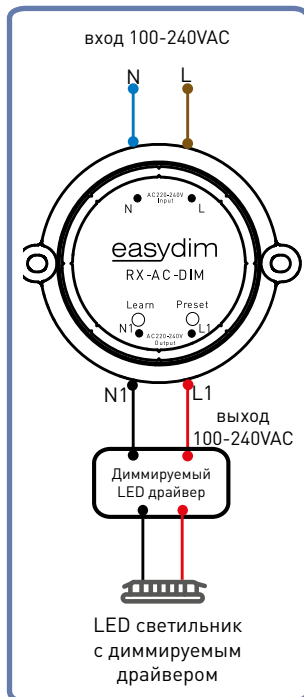 вход 100-240VAC
N L
AC220-240V
Input
N L
easydim
RX-AC-DIM
Learn Preset
N1 L1
AC220-240V
Output
N1 L1
выход
100-240VAC
Диммируемый
LED драйвер
LED светильник
с диммируемым
драйвером